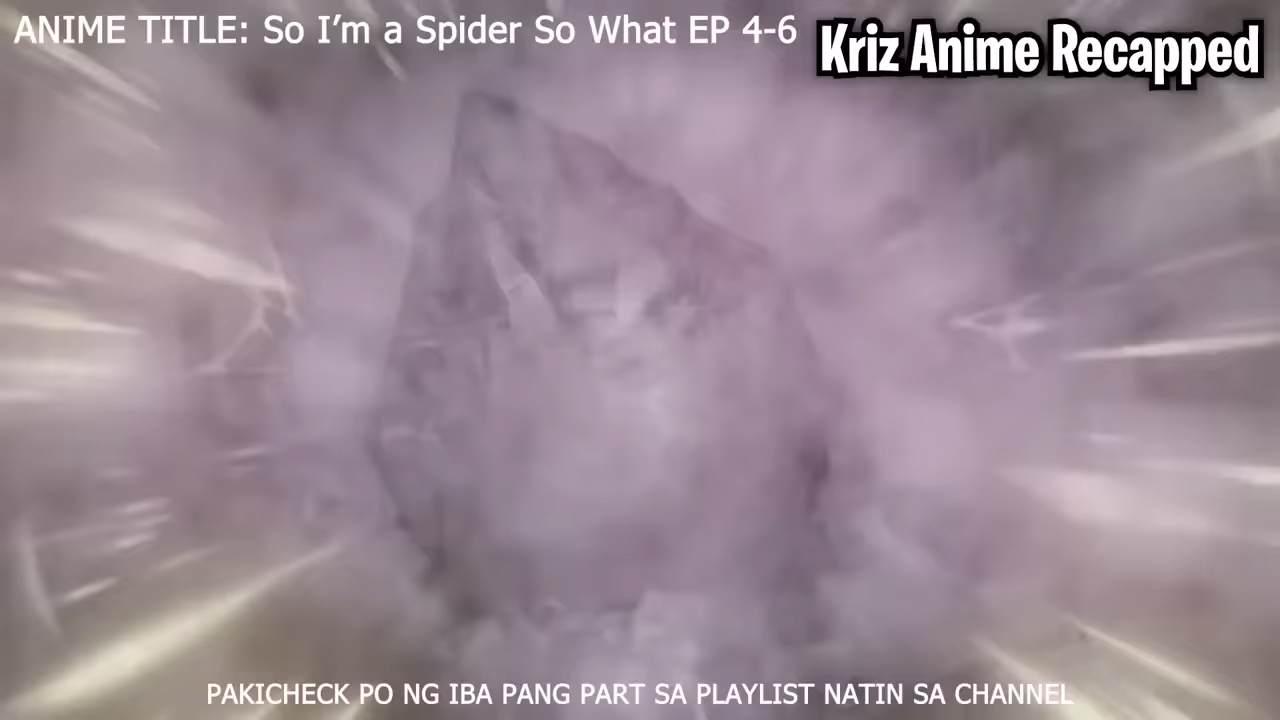 ANIME TITLE: So I’m a Spider So What EP 4-6
Kriz Anime Recapped
PAKICHECK PO NG IBA PANG PART SA PLAYLIST NATIN SA CHANNEL